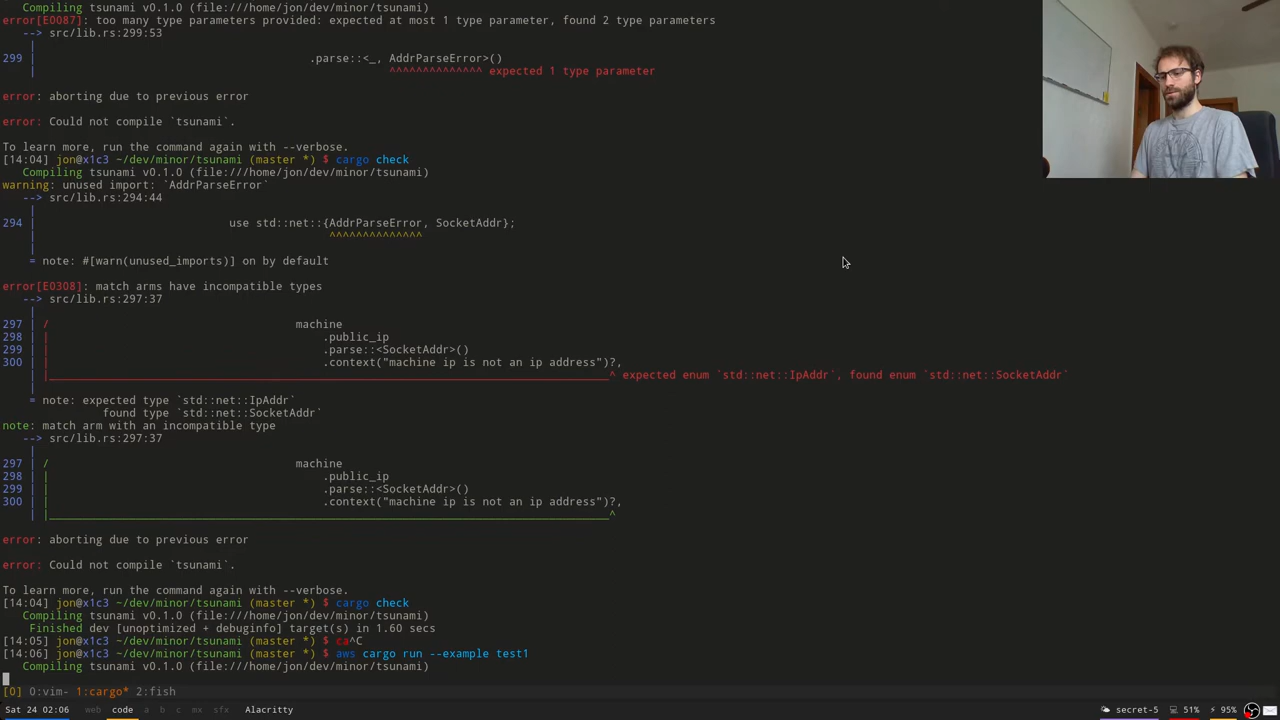 Compiling tsunami v0.1.0 (file:///home/jon/dev/minor/tsunami)
error[E0087]: too many type parameters provided: expected at most 1 type parameter, found 2 type parameters
--> src/lib.rs:299:53
|
299 | .parse::<_, AddrParseError>()
| ^^^^^^^^^^^^^^ expected 1 type parameter
error: aborting due to previous error
error: Could not compile `tsunami`.
To learn more, run the command again with --verbose.
[14:04] jon@x1c3 ~/dev/minor/tsunami (master *) $ cargo check
Compiling tsunami v0.1.0 (file:///home/jon/dev/minor/tsunami)
warning: unused import: `AddrParseError`
--> src/lib.rs:294:44
|
294 | use std::net::{AddrParseError, SocketAddr};
| ^^^^^^^^^^^^^^
|
= note: #[warn(unused_imports)] on by default
error[E0308]: match arms have incompatible types
--> src/lib.rs:297:37
|
297 | / machine
298 | | .public_ip
299 | | .parse::<SocketAddr>()
300 | | .context("machine ip is not an ip address")?,
| |_____________________________________________________________________________________^ expected enum `std::net::IpAddr`, found enum `std::net::SocketAddr`
|
= note: expected type `std::net::IpAddr`
found type `std::net::SocketAddr`
note: match arm with an incompatible type
--> src/lib.rs:297:37
|
297 | / machine
298 | | .public_ip
299 | | .parse::<SocketAddr>()
300 | | .context("machine ip is not an ip address")?,
| |_____________________________________________________________________________________^
error: aborting due to previous error
error: Could not compile `tsunami`.
To learn more, run the command again with --verbose.
[14:04] jon@x1c3 ~/dev/minor/tsunami (master *) $ cargo check
Compiling tsunami v0.1.0 (file:///home/jon/dev/minor/tsunami)
Finished dev [unoptimized + debuginfo] target(s) in 1.60 secs
[14:05] jon@x1c3 ~/dev/minor/tsunami (master *) $ ca^C
[14:06] jon@x1c3 ~/dev/minor/tsunami (master *) $ aws cargo run --example test1
Compiling tsunami v0.1.0 (file:///home/jon/dev/minor/tsunami)
[0] 0:vim- 1:cargo* 2:fish
Sat 24 02:06 web code a b c mx sfx Alacritty secret-5 51% 95%